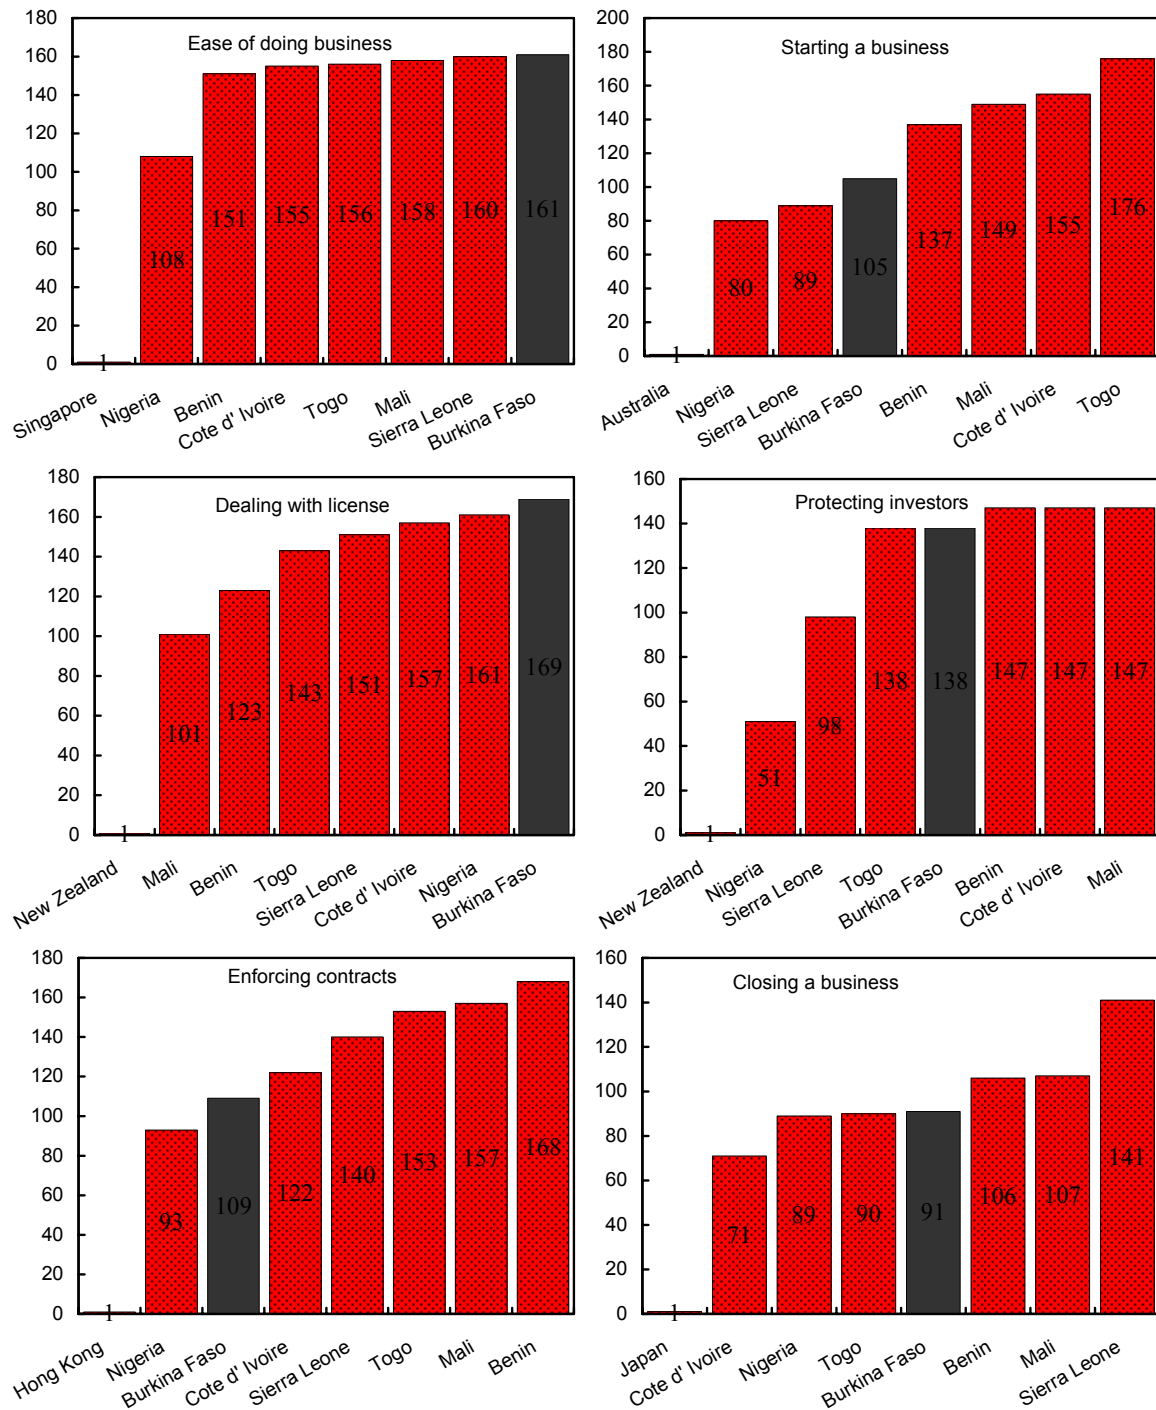 Ease of doing business
180
160
140
120
100
80
60
40
20
0
1
108
151
155
156
158
160
161
Singapore
Nigeria
Benin
Cote d' Ivoire
Togo
Mali
Sierra Leone
Burkina Faso
Starting a business
200
180
160
140
120
100
80
60
40
20
0
1
80
89
105
137
149
155
176
Australia
Nigeria
Sierra Leone
Burkina Faso
Benin
Mali
Cote d' Ivoire
Togo
Dealing with license
180
160
140
120
100
80
60
40
20
0
1
101
123
143
151
157
161
169
New Zealand
Mali
Benin
Togo
Sierra Leone
Cote d' Ivoire
Nigeria
Burkina Faso
Protecting investors
160
140
120
100
80
60
40
20
0
1
51
98
138
138
147
147
147
New Zealand
Nigeria
Sierra Leone
Togo
Burkina Faso
Benin
Cote d' Ivoire
Mali
Enforcing contracts
180
160
140
120
100
80
60
40
20
0
1
93
109
122
140
153
157
168
Hong Kong
Nigeria
Burkina Faso
Cote d' Ivoire
Sierra Leone
Togo
Mali
Benin
Closing a business
160
140
120
100
80
60
40
20
0
1
71
89
90
91
106
107
141
Japan
Cote d' Ivoire
Nigeria
Togo
Burkina Faso
Benin
Mali
Sierra Leone